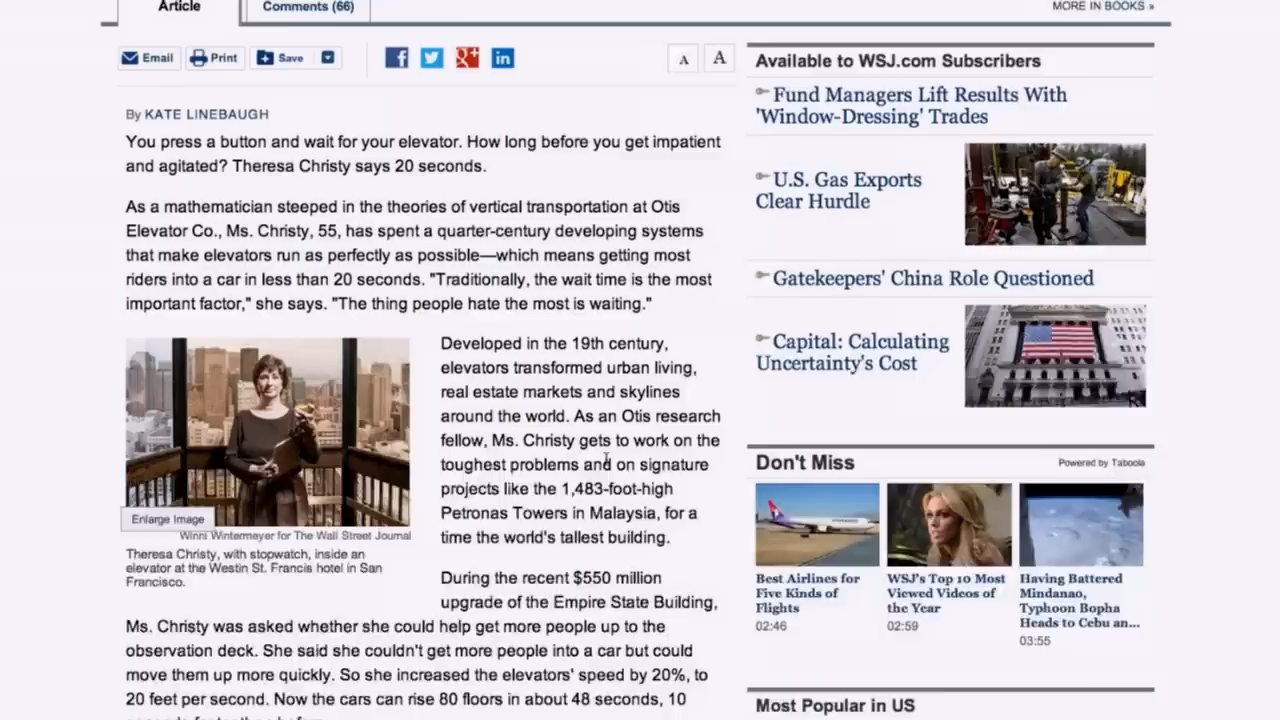 Article
Comments (66)
MORE IN BOOKS »
Email
Print
Save
A
A
By KATE LINEBAUGH
You press a button and wait for your elevator. How long before you get impatient
and agitated? Theresa Christy says 20 seconds.
As a mathematician steeped in the theories of vertical transportation at Otis
Elevator Co., Ms. Christy, 55, has spent a quarter-century developing systems
that make elevators run as perfectly as possible—which means getting most
riders into a car in less than 20 seconds. "Traditionally, the wait time is the most
important factor," she says. "The thing people hate the most is waiting."
Enlarge Image
Winni Wintermeyer for The Wall Street Journal
Theresa Christy, with stopwatch, inside an
elevator at the Westin St. Francis hotel in San
Francisco.
Developed in the 19th century,
elevators transformed urban living,
real estate markets and skylines
around the world. As an Otis research
fellow, Ms. Christy gets to work on the
toughest problems and on signature
projects like the 1,483-foot-high
Petronas Towers in Malaysia, for a
time the world's tallest building.
During the recent $550 million
upgrade of the Empire State Building,
Ms. Christy was asked whether she could help get more people up to the
observation deck. She said she couldn't get more people into a car but could
move them up more quickly. So she increased the elevators' speed by 20%, to
20 feet per second. Now the cars can rise 80 floors in about 48 seconds, 10
Available to WSJ.com Subscribers
Fund Managers Lift Results With
'Window-Dressing' Trades
U.S. Gas Exports
Clear Hurdle
Gatekeepers' China Role Questioned
Capital: Calculating
Uncertainty's Cost
Don't Miss
Powered by Taboola
Best Airlines for
Five Kinds of
Flights
02:46
WSJ's Top 10 Most
Viewed Videos of
the Year
02:59
Having Battered
Mindanao,
Typhoon Bopha
Heads to Cebu an...
03:55
Most Popular in US